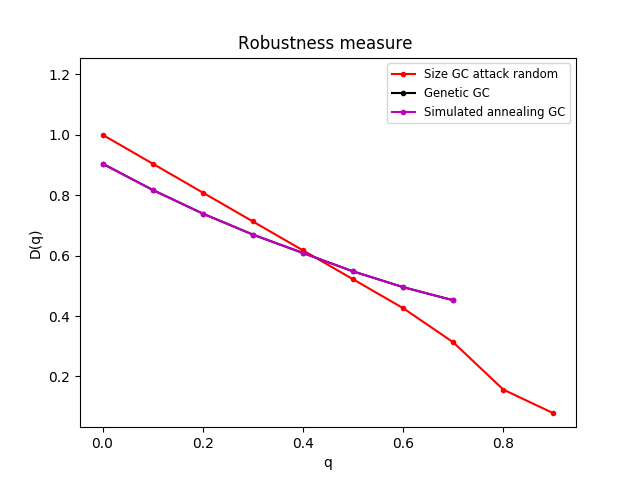 Robustness measure
1.2
1.0
0.8
0.6
0.4
0.2
D(q)
Size GC attack random
Genetic GC
Simulated annealing GC
0.0
0.2
0.4
0.6
0.8
q